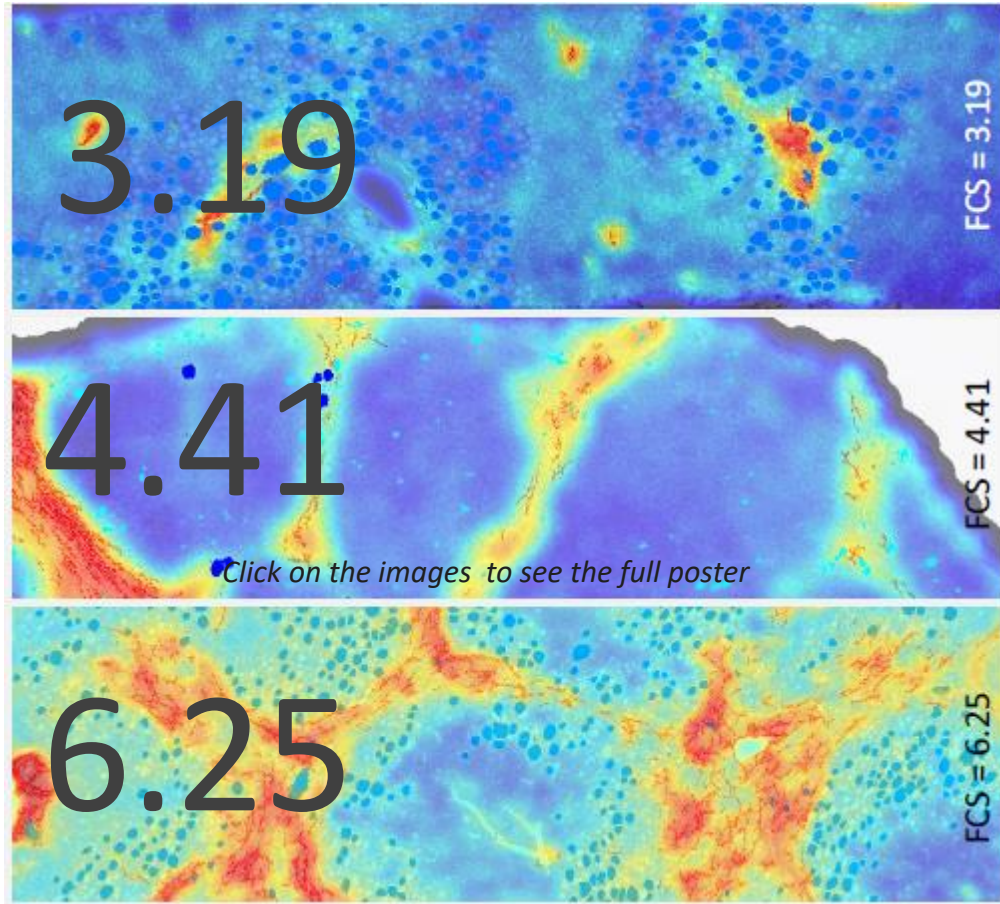 3.19
FCS = 3.19
4.41
FCS = 4.41
Click on the images to see the full poster
6.25
FCS = 6.25